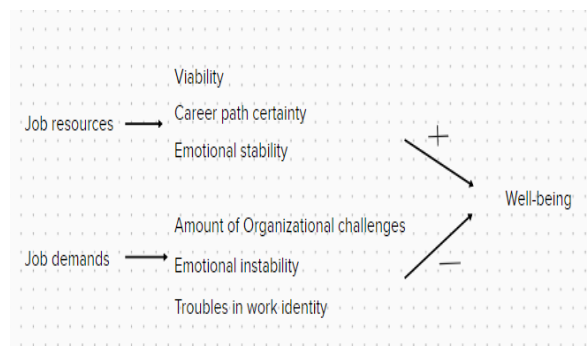 Viability
Career path certainty
Job resources
Emotional stability
+
Well-being
Amount of Organizational challenges
Job demands
Emotional instability
—
Troubles in work identity